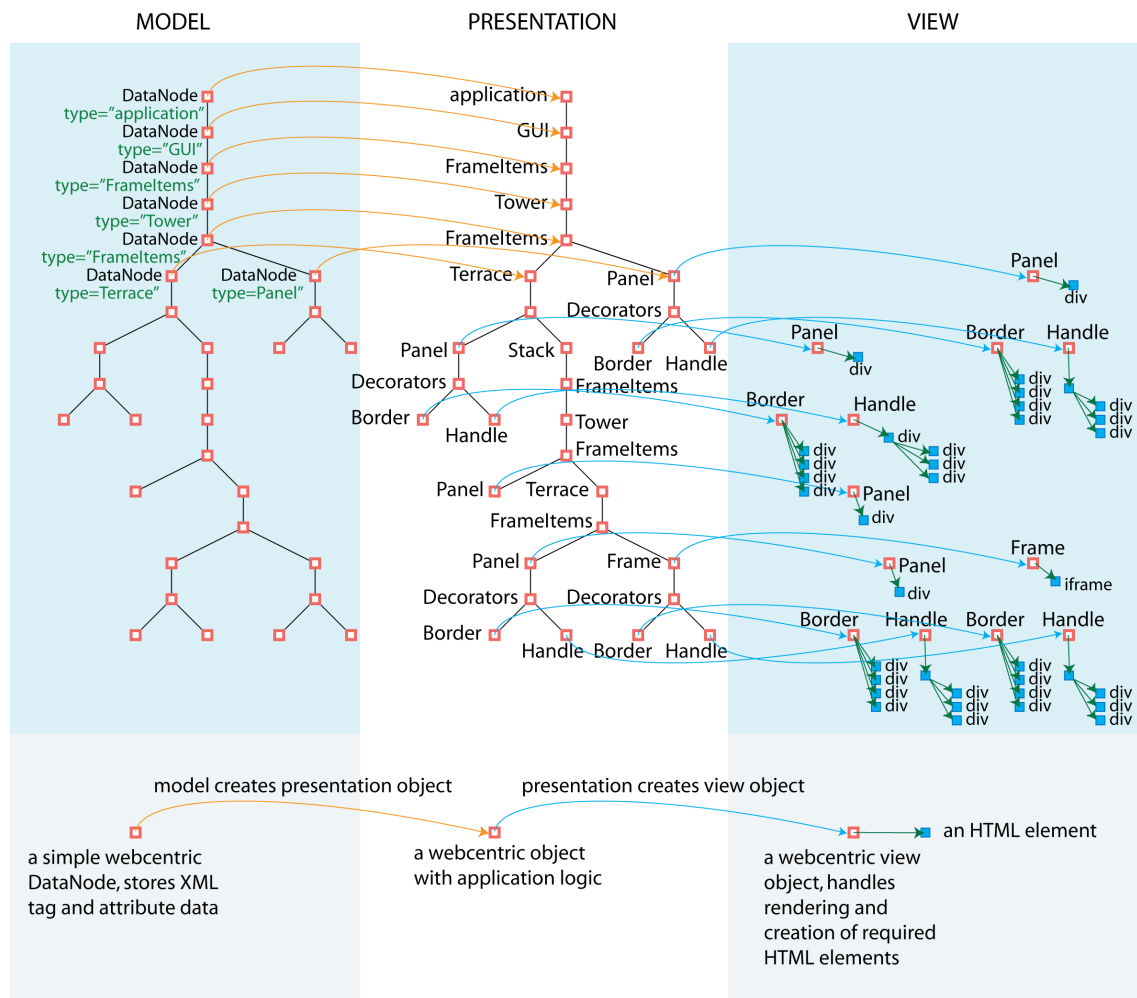 MODEL
PRESENTATION
VIEW
DataNode
type=”application”
DataNode
type=”GUI”
DataNode
type=”FrameItems”
DataNode
type=”Tower”
DataNode
type=”FrameItems”
DataNode
type=Terrace”
DataNode
type=Panel”
application
GUI
FrameItems
Tower
FrameItems
Terrace
Panel
Decorators
Panel
Stack
Border
Handle
Decorators
FrameItems
Border
Handle
Tower
FrameItems
Panel
Terrace
FrameItems
Panel
Frame
Decorators
Decorators
Border
Handle
Border
Handle
Panel
div
Panel
div
Border
div
div
div
div
Handle
div
div
div
Border
div
div
div
div
Handle
div
div
div
div
Panel
div
Panel
div
Frame
iframe
Border
div
div
div
div
Handle
div
div
div
Border
div
div
div
div
Handle
div
div
div
model creates presentation object
presentation creates view object
an HTML element
a simple webcentric
DataNode, stores XML
tag and attribute data
a webcentric object
with application logic
a webcentric view
object, handles
rendering and
creation of required
HTML elements